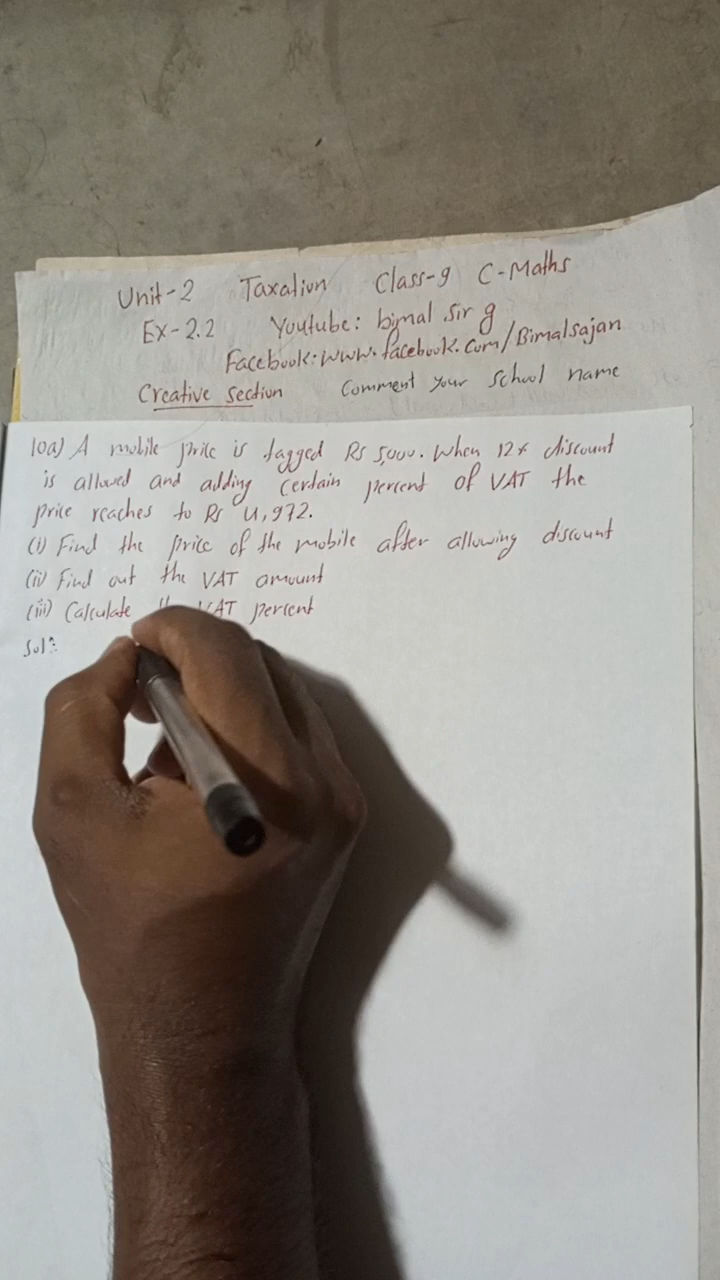 Unit-2 Taxation Class-9 C-Maths
Ex-2.2 Youtube: bimal sir g
Facebook: www.facebook.com/Bimalsajan
Creative section Comment your school name
10a) A mobile price is tagged Rs 5,000. When 12% discount
is allowed and adding certain percent of VAT the
price reaches to Rs 4,972.
(i) Find the price of the mobile after allowing discount
(ii) Find out the VAT amount
(iii) Calculate VAT percent
Solⁿ: